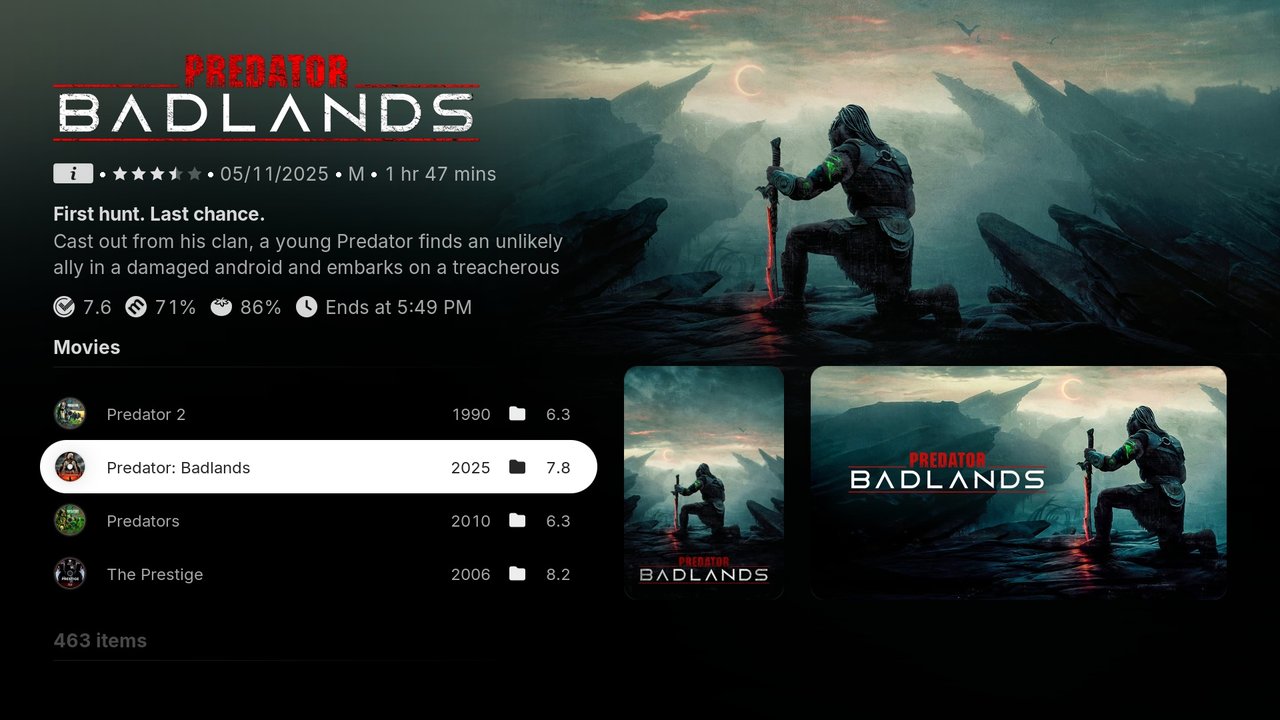 PREDATOR
BADLANDS
i • 05/11/2025 • M • 1 hr 47 mins
First hunt. Last chance.
Cast out from his clan, a young Predator finds an unlikely
ally in a damaged android and embarks on a treacherous
7.6 71% 86% Ends at 5:49 PM
Movies
Predator 2 1990 6.3
Predator: Badlands 2025 7.8
Predators 2010 6.3
The Prestige 2006 8.2
463 items
PREDATOR
BADLANDS
PREDATOR
BADLANDS